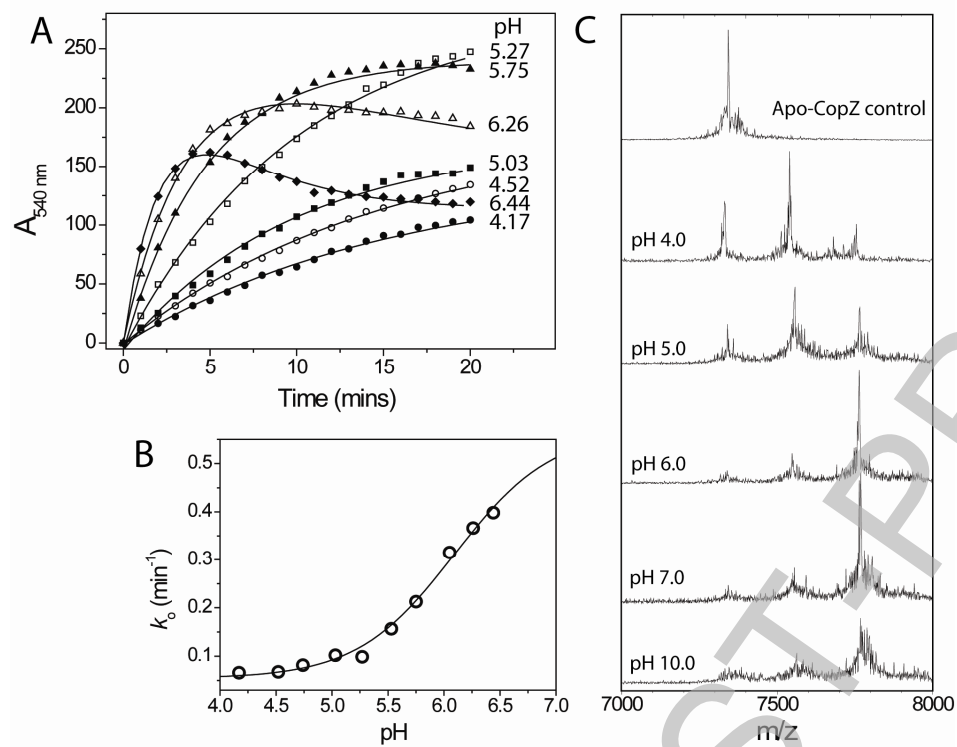 A
pH
250
200
150
100
50
0
A540 nm
5.27
5.75
6.26
5.03
4.52
6.44
4.17
0 5 10 15 20
Time (mins)
B
0.5
0.4
0.3
0.2
0.1
ko (min-1)
4.0 4.5 5.0 5.5 6.0 6.5 7.0
pH
C
Apo-CopZ control
pH 4.0
pH 5.0
pH 6.0
pH 7.0
pH 10.0
7000 7500 8000
m/z
ST-PR